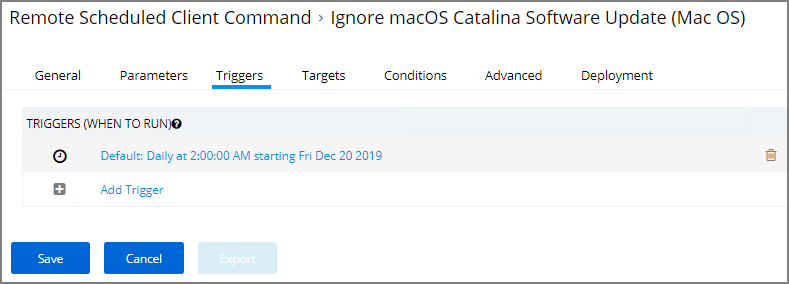 Remote Scheduled Client Command › Ignore macOS Catalina Software Update (Mac OS)
General Parameters Triggers Targets Conditions Advanced Deployment
TRIGGERS (WHEN TO RUN)
Default: Daily at 2:00:00 AM starting Fri Dec 20 2019
Add Trigger
Save Cancel Export